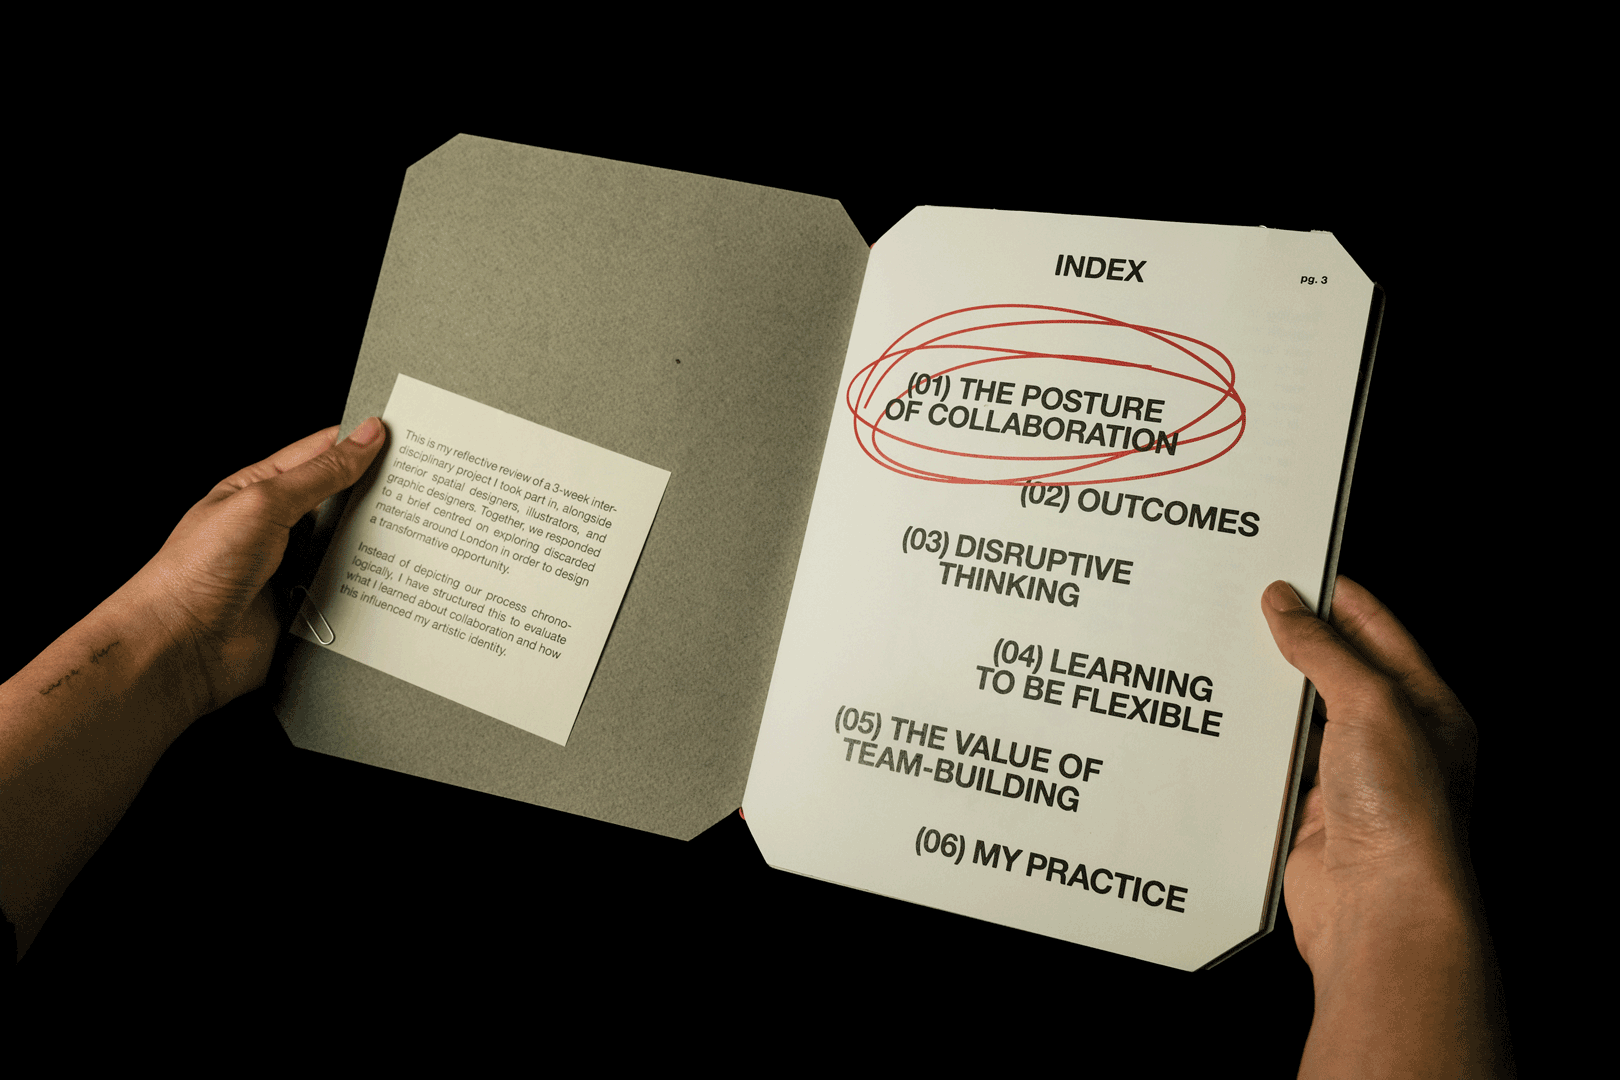 This is my reflective review of a 3-week inter-
disciplinary project I took part in, alongside
interior spatial designers, illustrators, and
graphic designers. Together, we responded
to a brief centred on exploring discarded
materials around London in order to design
a transformative opportunity.
Instead of depicting our process chrono-
logically, I have structured this to evaluate
what I learned about collaboration and how
this influenced my artistic identity.
INDEX
pg. 3
(01) THE POSTURE
OF COLLABORATION
(02) OUTCOMES
(03) DISRUPTIVE
THINKING
(04) LEARNING
TO BE FLEXIBLE
(05) THE VALUE OF
TEAM-BUILDING
(06) MY PRACTICE